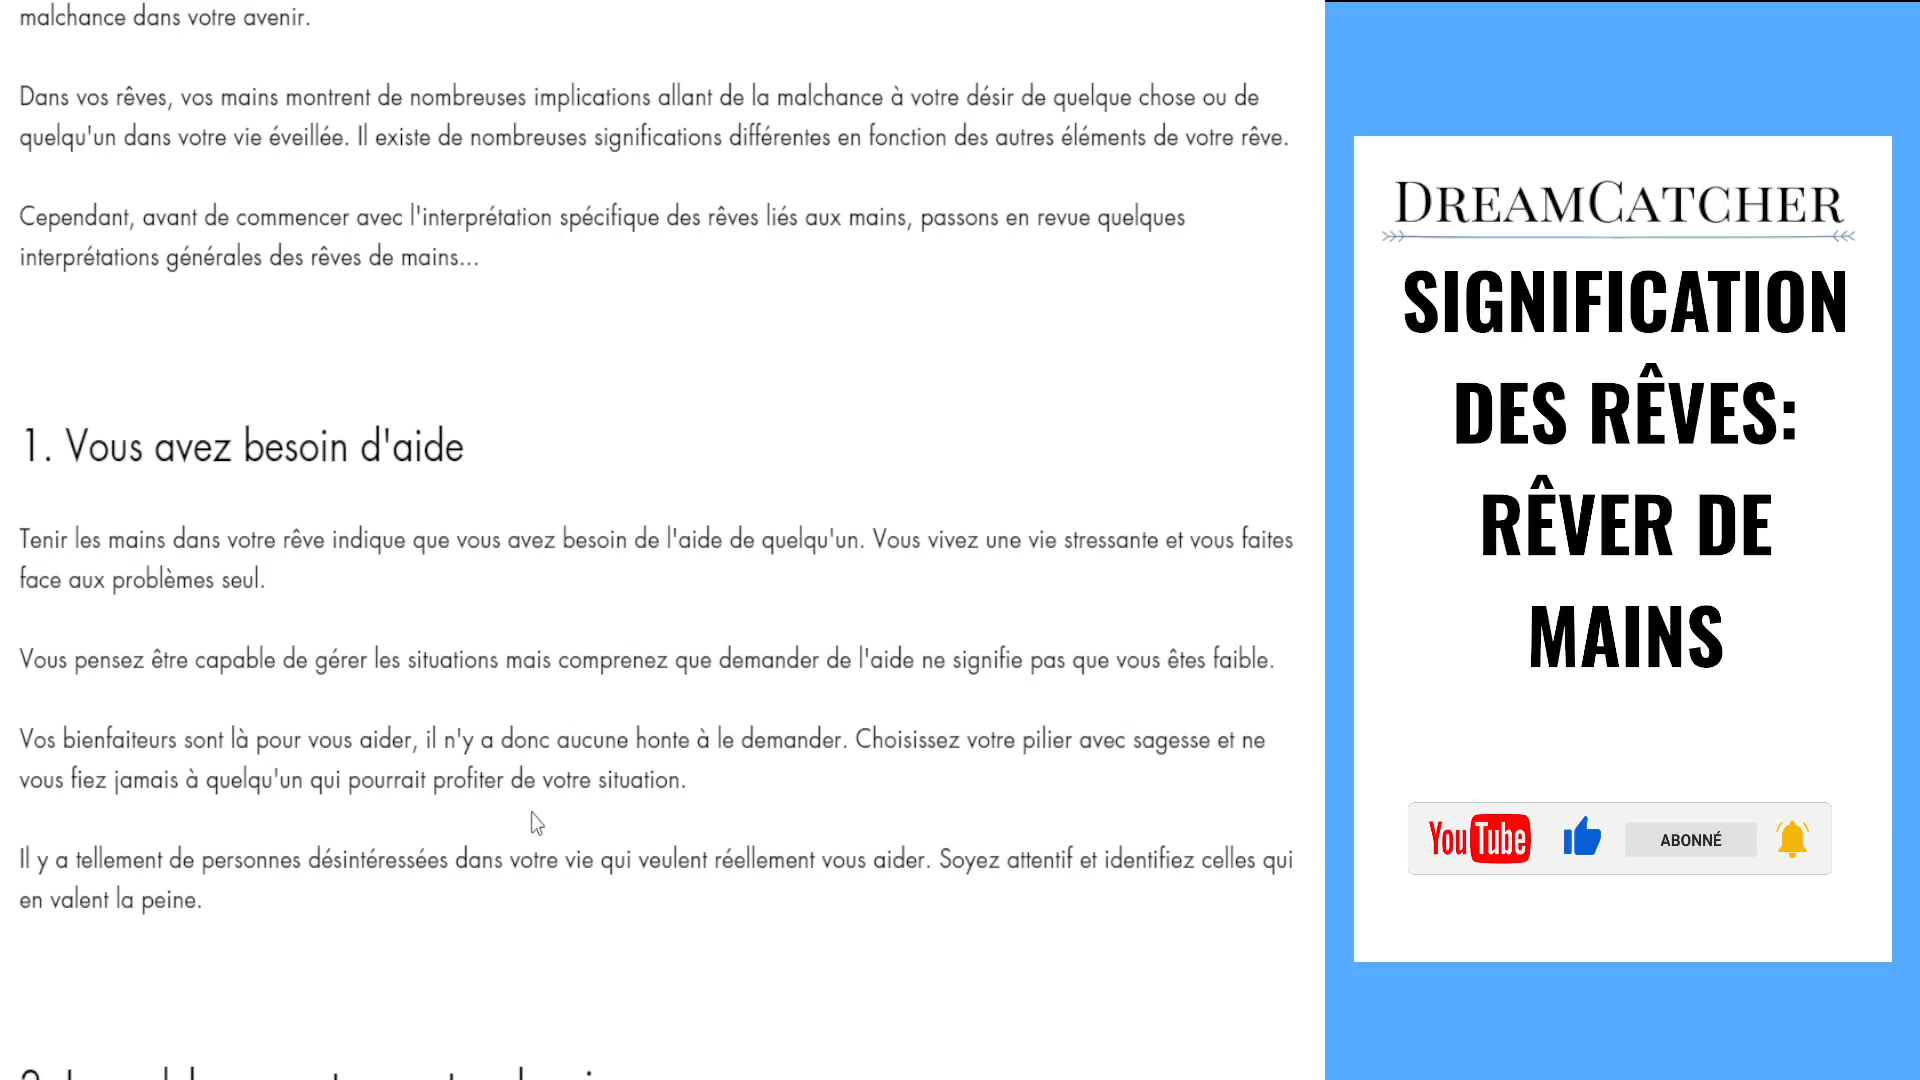 malchance dans votre avenir.
Dans vos rêves, vos mains montrent de nombreuses implications allant de la malchance à votre désir de quelque chose ou de
quelqu'un dans votre vie éveillée. Il existe de nombreuses significations différentes en fonction des autres éléments de votre rêve.
Cependant, avant de commencer avec l'interprétation spécifique des rêves liés aux mains, passons en revue quelques
interprétations générales des rêves de mains...
1. Vous avez besoin d'aide
Tenir les mains dans votre rêve indique que vous avez besoin de l'aide de quelqu'un. Vous vivez une vie stressante et vous faites
face aux problèmes seul.
Vous pensez être capable de gérer les situations mais comprenez que demander de l'aide ne signifie pas que vous êtes faible.
Vos bienfaiteurs sont là pour vous aider, il n'y a donc aucune honte à le demander. Choisissez votre pilier avec sagesse et ne
vous fiez jamais à quelqu'un qui pourrait profiter de votre situation.
Il y a tellement de personnes désintéressées dans votre vie qui veulent réellement vous aider. Soyez attentif et identifiez celles qui
en valent la peine.
DREAMCATCHER
SIGNIFICATION
DES RÊVES:
RÊVER DE
MAINS
YouTube
ABONNÉ